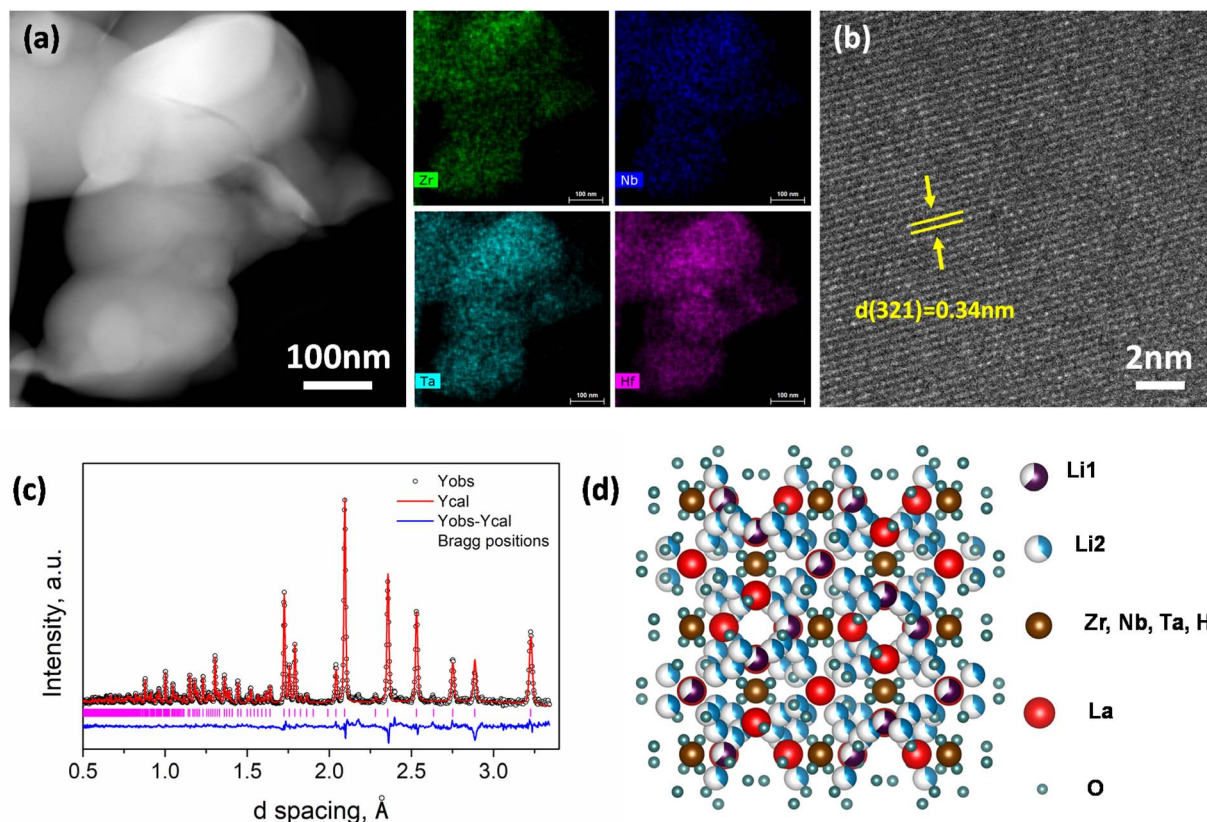 (a)
100nm
Zr
100 nm
Nb
100 nm
Ta
100 nm
Hf
100 nm
(b)
d(321)=0.34nm
2nm
(c)
Yobs
Ycal
Yobs-Ycal
Bragg positions
Intensity, a.u.
0.5 1.0 1.5 2.0 2.5 3.0
d spacing, Å
(d)
Li1
Li2
Zr, Nb, Ta, H
La
O